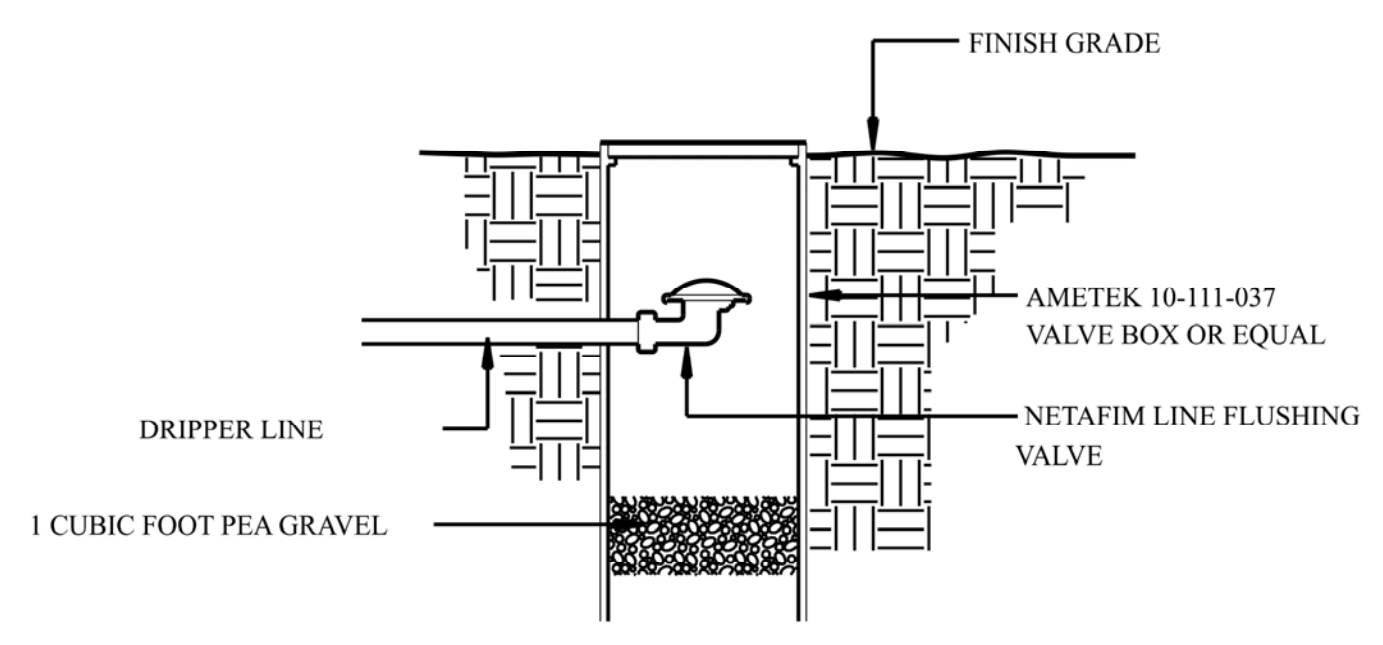 FINISH GRADE
AMETEK 10-111-037
VALVE BOX OR EQUAL
DRIPPER LINE
NETAFIM LINE FLUSHING
VALVE
1 CUBIC FOOT PEA GRAVEL